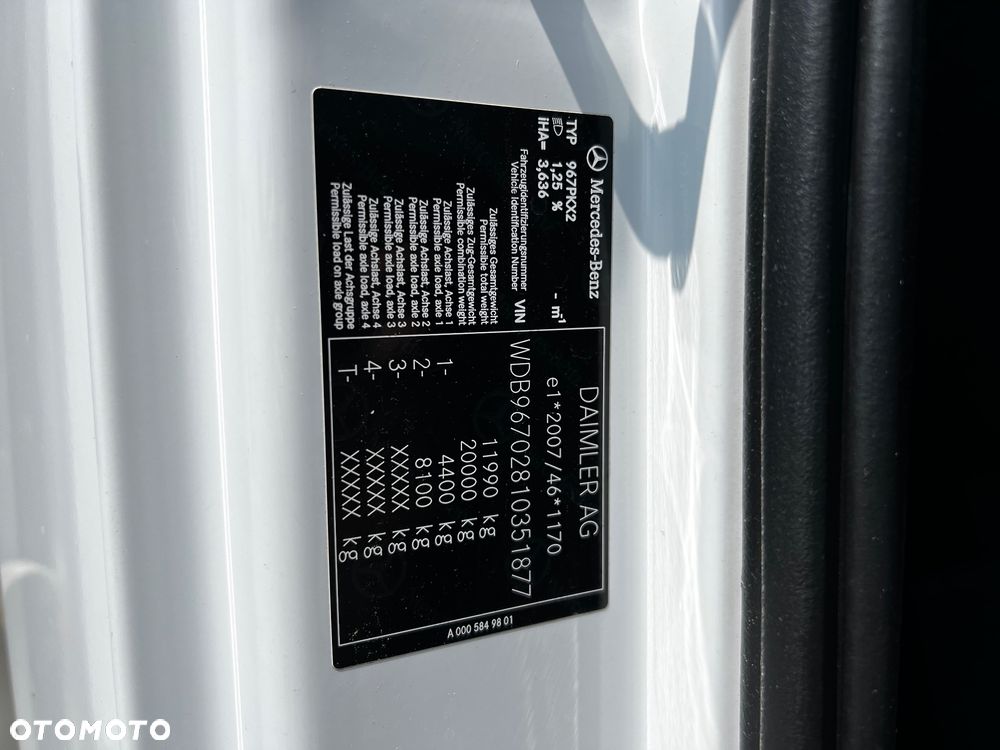 Mercedes-Benz
TYP 967PKX2
1,25 % - m-1
iHA= 3,636
DAIMLER AG
e1*2007/46*1170
Fahrzeugidentifizierungsnummer
Vehicle Identification Number VIN WDB96702810351877
Zulässiges Gesamtgewicht
Permissible total weight 11990 kg
Zulässiges Zug-Gesamtgewicht
Permissible combination weight 20000 kg
Zulässige Achslast, Achse 1
Permissible axle load, axle 1 1- 4400 kg
Zulässige Achslast, Achse 2
Permissible axle load, axle 2 2- 8100 kg
Zulässige Achslast, Achse 3
Permissible axle load, axle 3 3- XXXXX kg
Zulässige Achslast, Achse 4
Permissible axle load, axle 4 4- XXXXX kg
Zulässige Last der Achsgruppe
Permissible load on axle group T- XXXXX kg
A 000 584 98 01
OTOMOTO